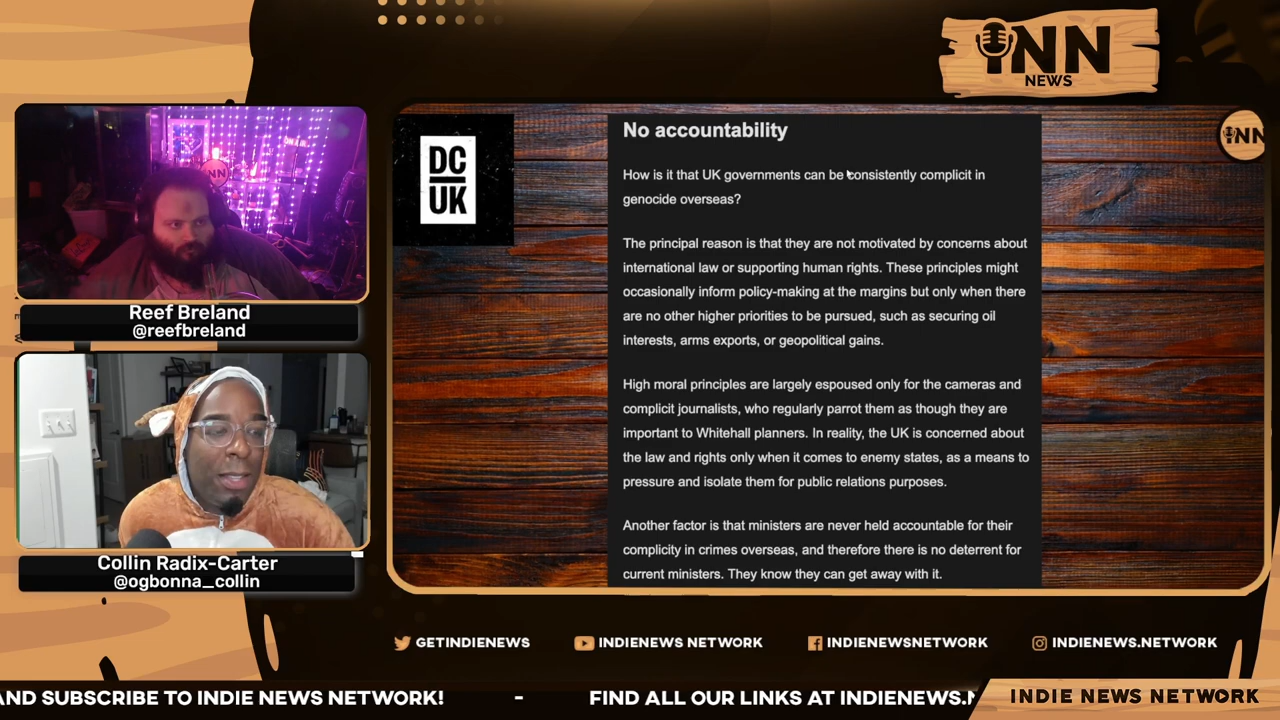 INN
NEWS
DC
UK
INN
No accountability
How is it that UK governments can be consistently complicit in
genocide overseas?
The principal reason is that they are not motivated by concerns about
international law or supporting human rights. These principles might
occasionally inform policy-making at the margins but only when there
are no other higher priorities to be pursued, such as securing oil
interests, arms exports, or geopolitical gains.
High moral principles are largely espoused only for the cameras and
complicit journalists, who regularly parrot them as though they are
important to Whitehall planners. In reality, the UK is concerned about
the law and rights only when it comes to enemy states, as a means to
pressure and isolate them for public relations purposes.
Another factor is that ministers are never held accountable for their
complicity in crimes overseas, and therefore there is no deterrent for
current ministers. They know they can get away with it.
NN
Reef Breland
@reefbreland
Collin Radix-Carter
@ogbonna_collin
GETINDIENEWS
INDIENEWS NETWORK
INDIENEWSNETWORK
INDIENEWS.NETWORK
AND SUBSCRIBE TO INDIE NEWS NETWORK! - FIND ALL OUR LINKS AT INDIENEWS.
INDIE NEWS NETWORK